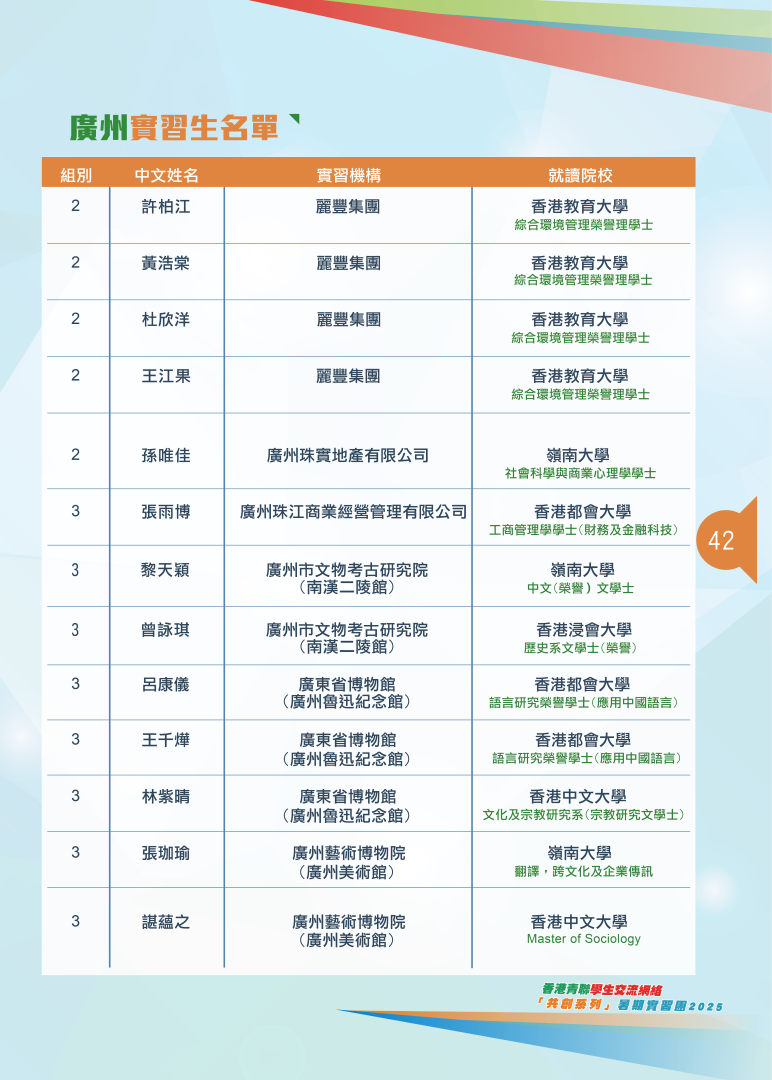 廣州實習生名單
組別 中文姓名 實習機構 就讀院校
2 許柏江 麗豐集團 香港教育大學
綜合環境管理榮譽理學士
2 黃浩棠 麗豐集團 香港教育大學
綜合環境管理榮譽理學士
2 杜欣洋 麗豐集團 香港教育大學
綜合環境管理榮譽理學士
2 王江果 麗豐集團 香港教育大學
綜合環境管理榮譽理學士
2 孫唯佳 廣州珠實地產有限公司 嶺南大學
社會科學與商業心理學學士
3 張雨博 廣州珠江商業經營管理有限公司 香港都會大學
工商管理學學士（財務及金融科技）
3 黎天穎 廣州市文物考古研究院 嶺南大學
（南漢二陵館） 中文（榮譽）文學士
3 曾詠琪 廣州市文物考古研究院 香港浸會大學
（南漢二陵館） 歷史系文學士（榮譽）
3 呂康儀 廣東省博物館 香港都會大學
（廣州魯迅紀念館） 語言研究榮譽學士（應用中國語言）
3 王千燁 廣東省博物館 香港都會大學
（廣州魯迅紀念館） 語言研究榮譽學士（應用中國語言）
3 林紫晴 廣東省博物館 香港中文大學
（廣州魯迅紀念館） 文化及宗教研究系（宗教研究文學士）
3 張珈瑜 廣州藝術博物院 嶺南大學
（廣州美術館） 翻譯，跨文化及企業傳訊
3 諶蘊之 廣州藝術博物院 香港中文大學
（廣州美術館） Master of Sociology
42
香港青聯學生交流網絡
「共創系列」暑期實習團2025